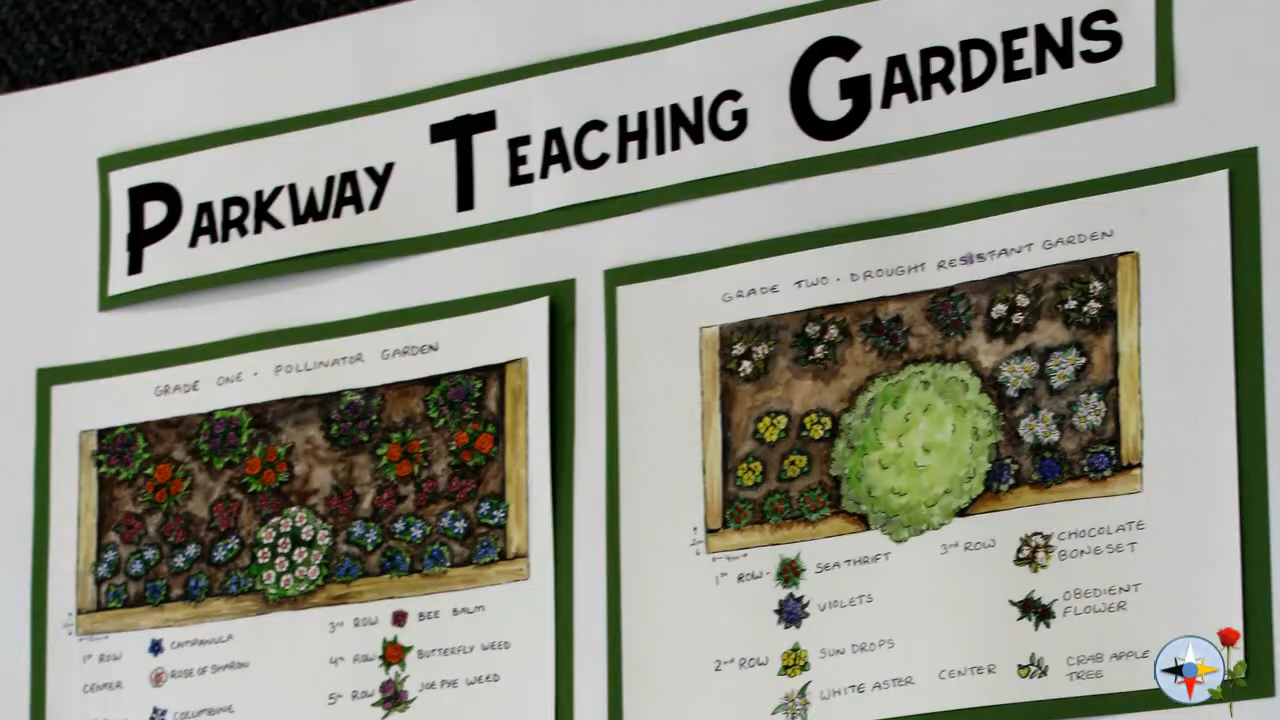 PARKWAY TEACHING GARDENS
GRADE ONE · POLLINATOR GARDEN
1ST ROW CAMPANULA
CENTER ROSE OF SHARON
COLUMBINE
3RD ROW BEE BALM
4TH ROW BUTTERFLY WEED
5TH ROW JOE PYE WEED
GRADE TWO · DROUGHT RESISTANT GARDEN
1ST ROW - SEA THRIFT
VIOLETS
2ND ROW SUN DROPS
WHITE ASTER
3RD ROW CHOCOLATE
BONESET
OBEDIENT
FLOWER
CENTER CRAB APPLE
TREE